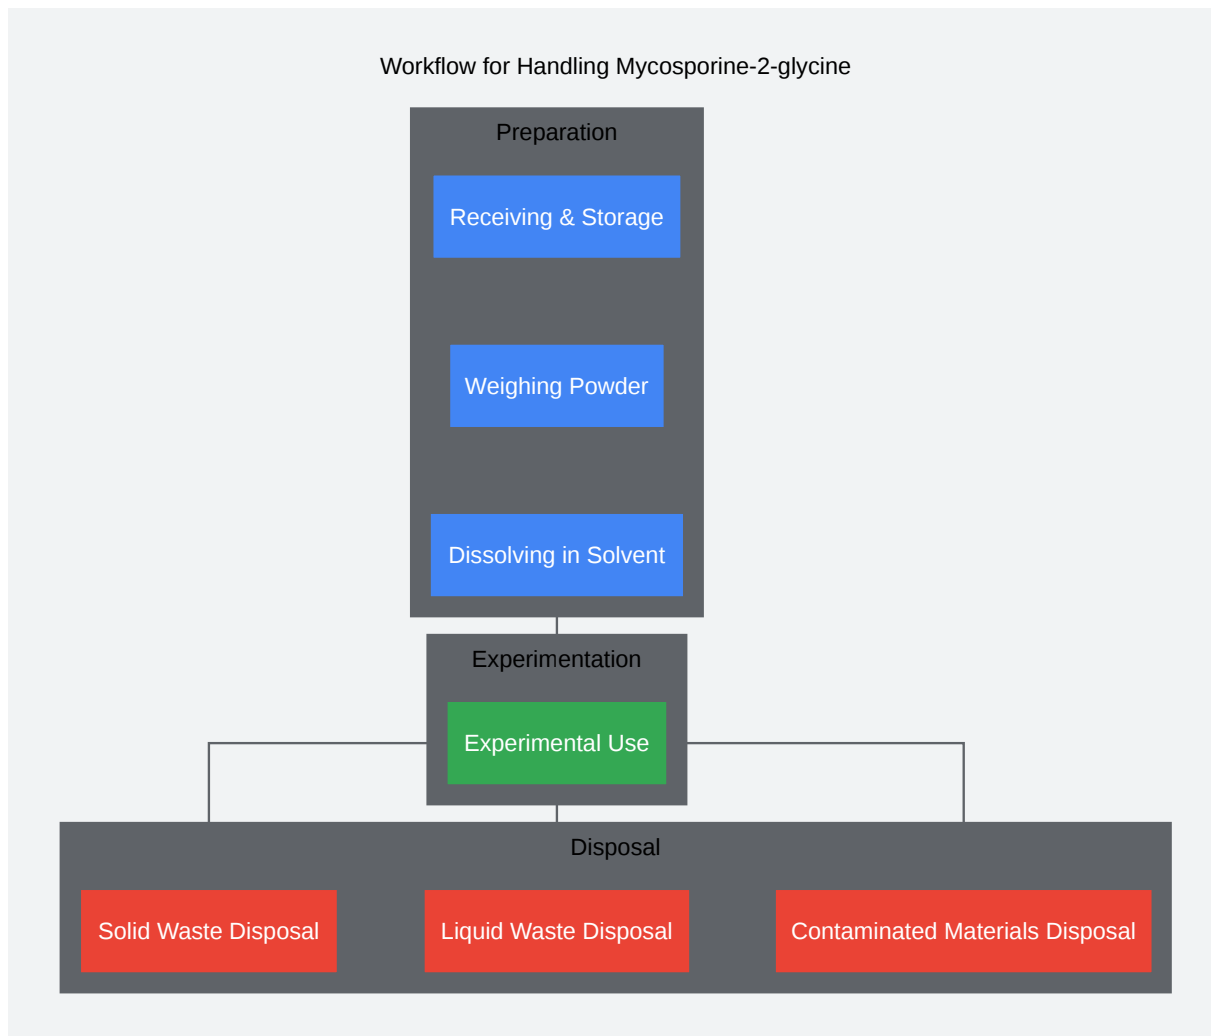 Workflow for Handling Mycosporine-2-glycine
Preparation
Receiving & Storage
Weighing Powder
Dissolving in Solvent
Experimentation
Experimental Use
Disposal
Solid Waste Disposal
Liquid Waste Disposal
Contaminated Materials Disposal